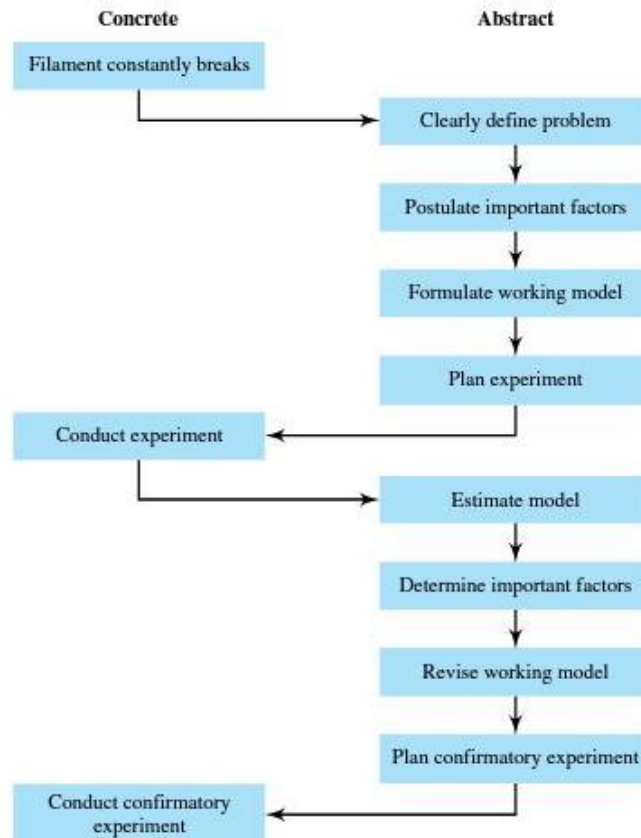 Concrete
Abstract
Filament constantly breaks
Clearly define problem
Postulate important factors
Formulate working model
Plan experiment
Conduct experiment
Estimate model
Determine important factors
Revise working model
Plan confirmatory experiment
Conduct confirmatory
experiment